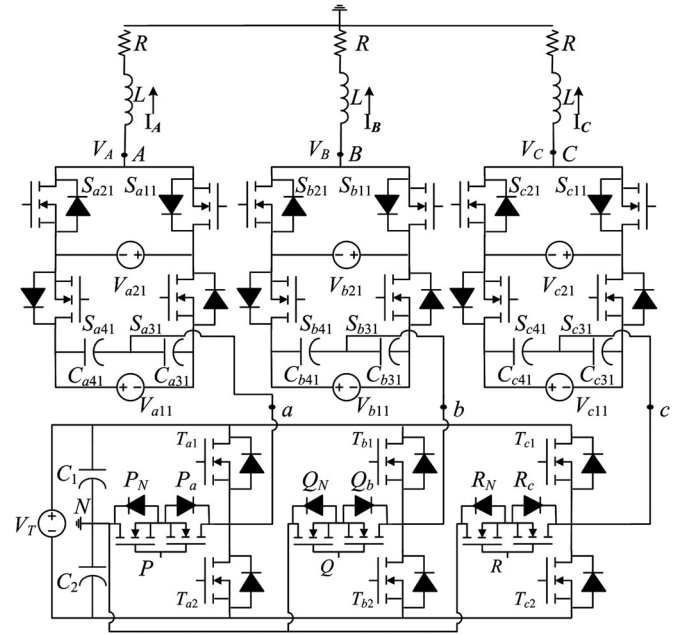 R R R
L I_A L I_B L I_C
V_A A V_B B V_C C
S_a21 S_a11 S_b21 S_b11 S_c21 S_c11
V_a21 V_b21 V_c21
S_a41 S_a31 S_b41 S_b31 S_c41 S_c31
C_a41 C_a31 C_b41 C_b31 C_c41 C_c31
V_a11 a V_b11 b V_c11 c
T_a1 T_b1 T_c1
C_1 P_N P_a Q_N Q_b R_N R_c
N
V_T
P Q R
C_2
T_a2 T_b2 T_c2